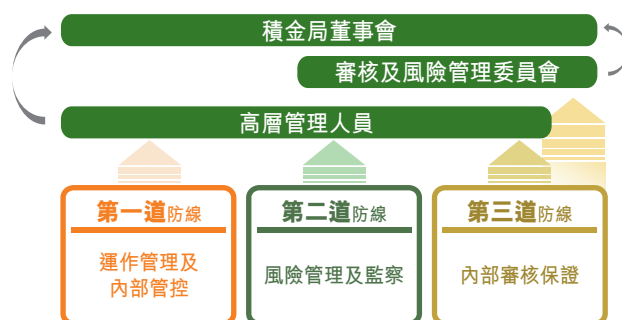 積金局董事會
審核及風險管理委員會
高層管理人員
第一道防線
運作管理及
內部管控
第二道防線
風險管理及監察
第三道防線
內部審核保證